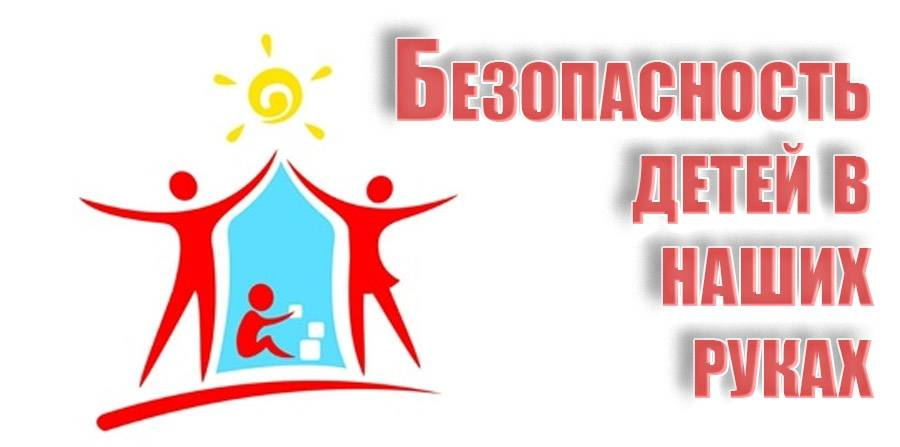 Безопасность
детей в
наших
руках